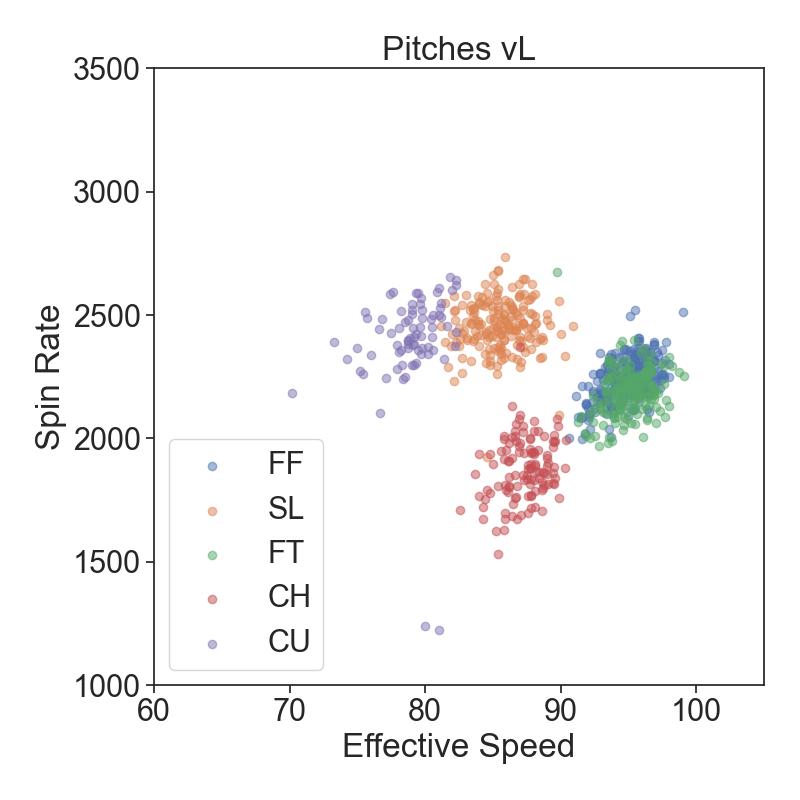 Pitches vL
3500
3000
2500
2000
1500
1000
Spin Rate
FF
SL
FT
CH
CU
60 70 80 90 100
Effective Speed